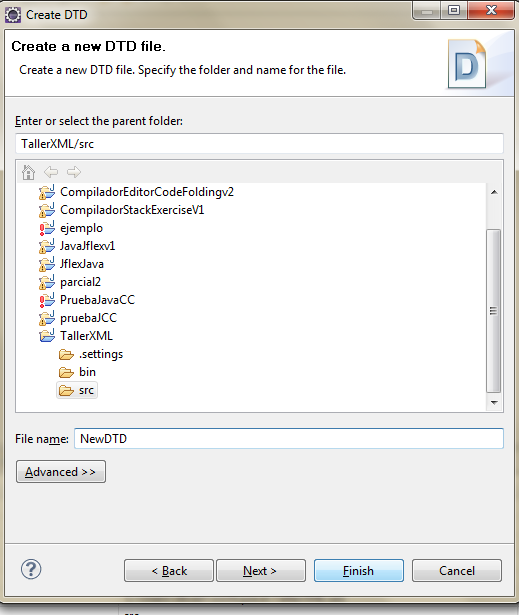 Create DTD
Create a new DTD file.
Create a new DTD file. Specify the folder and name for the file.
D
Enter or select the parent folder:
TallerXML/src
CompiladorEditorCodeFoldingv2
CompiladorStackExerciseV1
ejemplo
JavaJflexv1
JflexJava
parcial2
PruebaJavaCC
pruebaJCC
TallerXML
.settings
bin
src
File name: NewDTD
Advanced >>
? < Back Next > Finish Cancel